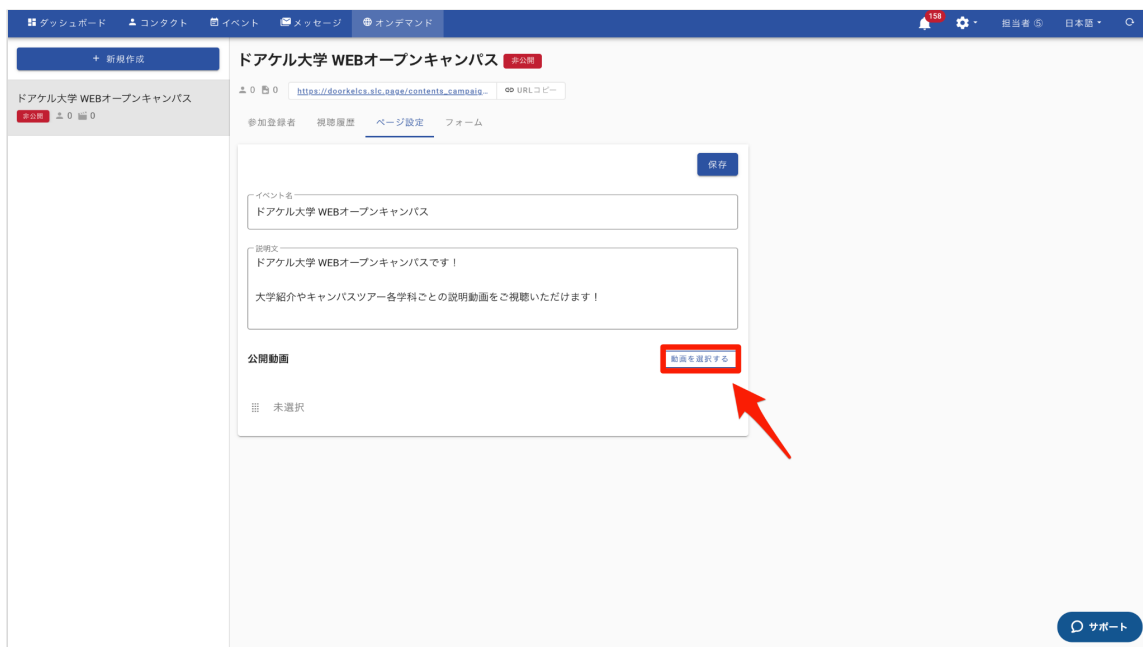 ダッシュボード コンタクト イベント メッセージ オンデマンド 158 担当者 ⑤ 日本語
+ 新規作成
ドアケル大学 WEBオープンキャンパス
非公開 0 0
ドアケル大学 WEBオープンキャンパス 非公開
0 0 https://doorkelcs.slc.page/contents_campaig… URLコピー
参加登録者 視聴履歴 ページ設定 フォーム
保存
イベント名
ドアケル大学 WEBオープンキャンパス
説明文
ドアケル大学 WEBオープンキャンパスです！
大学紹介やキャンパスツアー各学科ごとの説明動画をご視聴いただけます！
公開動画 動画を選択する
未選択
サポート